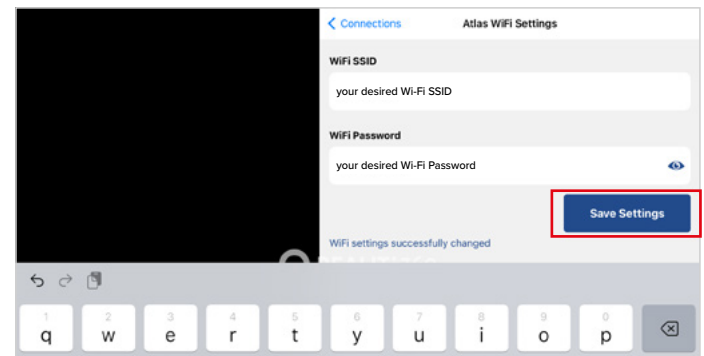 Connections Atlas WiFi Settings
WiFi SSID
your desired Wi-Fi SSID
WiFi Password
your desired Wi-Fi Password
Save Settings
WiFi settings successfully changed
1 2 3 4 5 6 7 8 9 0
q w e r t y u i o p